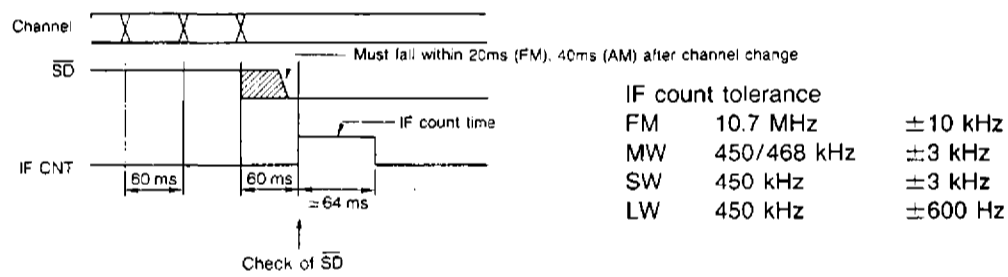 Channel
Must fall within 20ms (FM), 40ms (AM) after channel change
SD
IF count time
IF CNT
60 ms
60 ms
≃64 ms
Check of SD
IF count tolerance
FM 10.7 MHz ±10 kHz
MW 450/468 kHz ±3 kHz
SW 450 kHz ±3 kHz
LW 450 kHz ±600 Hz